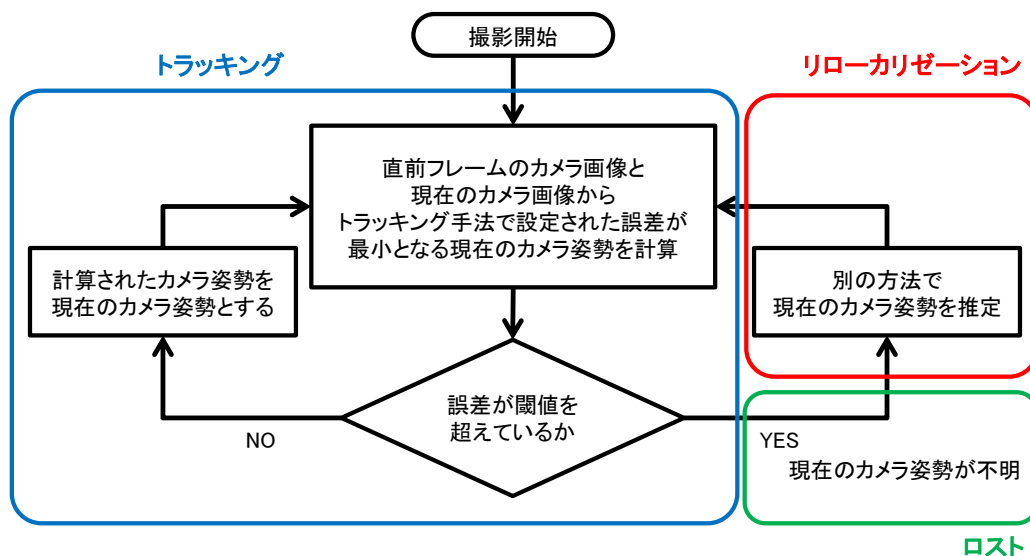 撮影開始
トラッキング
リローカリゼーション
直前フレームのカメラ画像と
現在のカメラ画像から
トラッキング手法で設定された誤差が
最小となる現在のカメラ姿勢を計算
計算されたカメラ姿勢を
現在のカメラ姿勢とする
別の方法で
現在のカメラ姿勢を推定
誤差が閾値を
超えているか
NO
YES
現在のカメラ姿勢が不明
ロスト